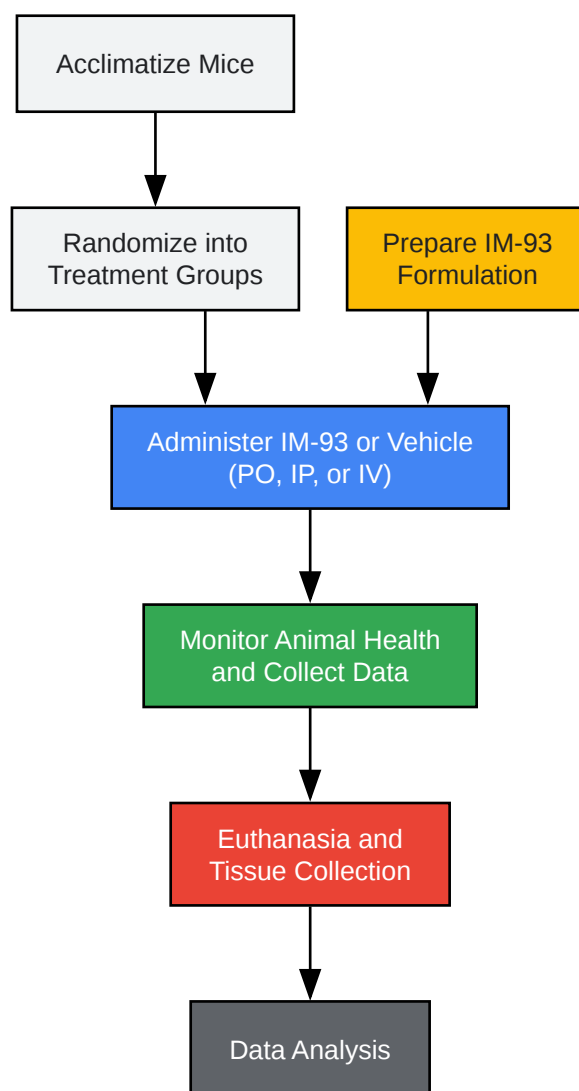 Acclimatize Mice
Randomize into
Treatment Groups
Prepare IM-93
Formulation
Administer IM-93 or Vehicle
(PO, IP, or IV)
Monitor Animal Health
and Collect Data
Euthanasia and
Tissue Collection
Data Analysis